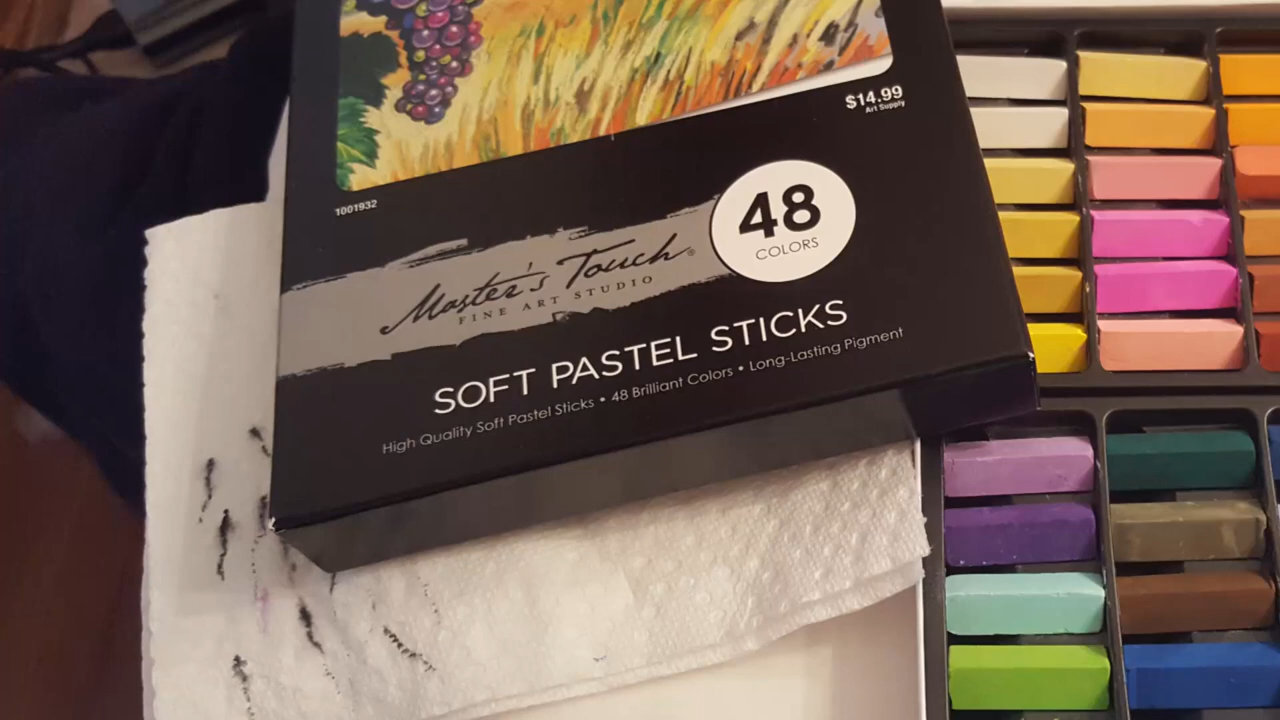 $14.99
Art Supply
1001932
48
COLORS
Master's Touch®
FINE ART STUDIO
SOFT PASTEL STICKS
High Quality Soft Pastel Sticks • 48 Brilliant Colors • Long-Lasting Pigment